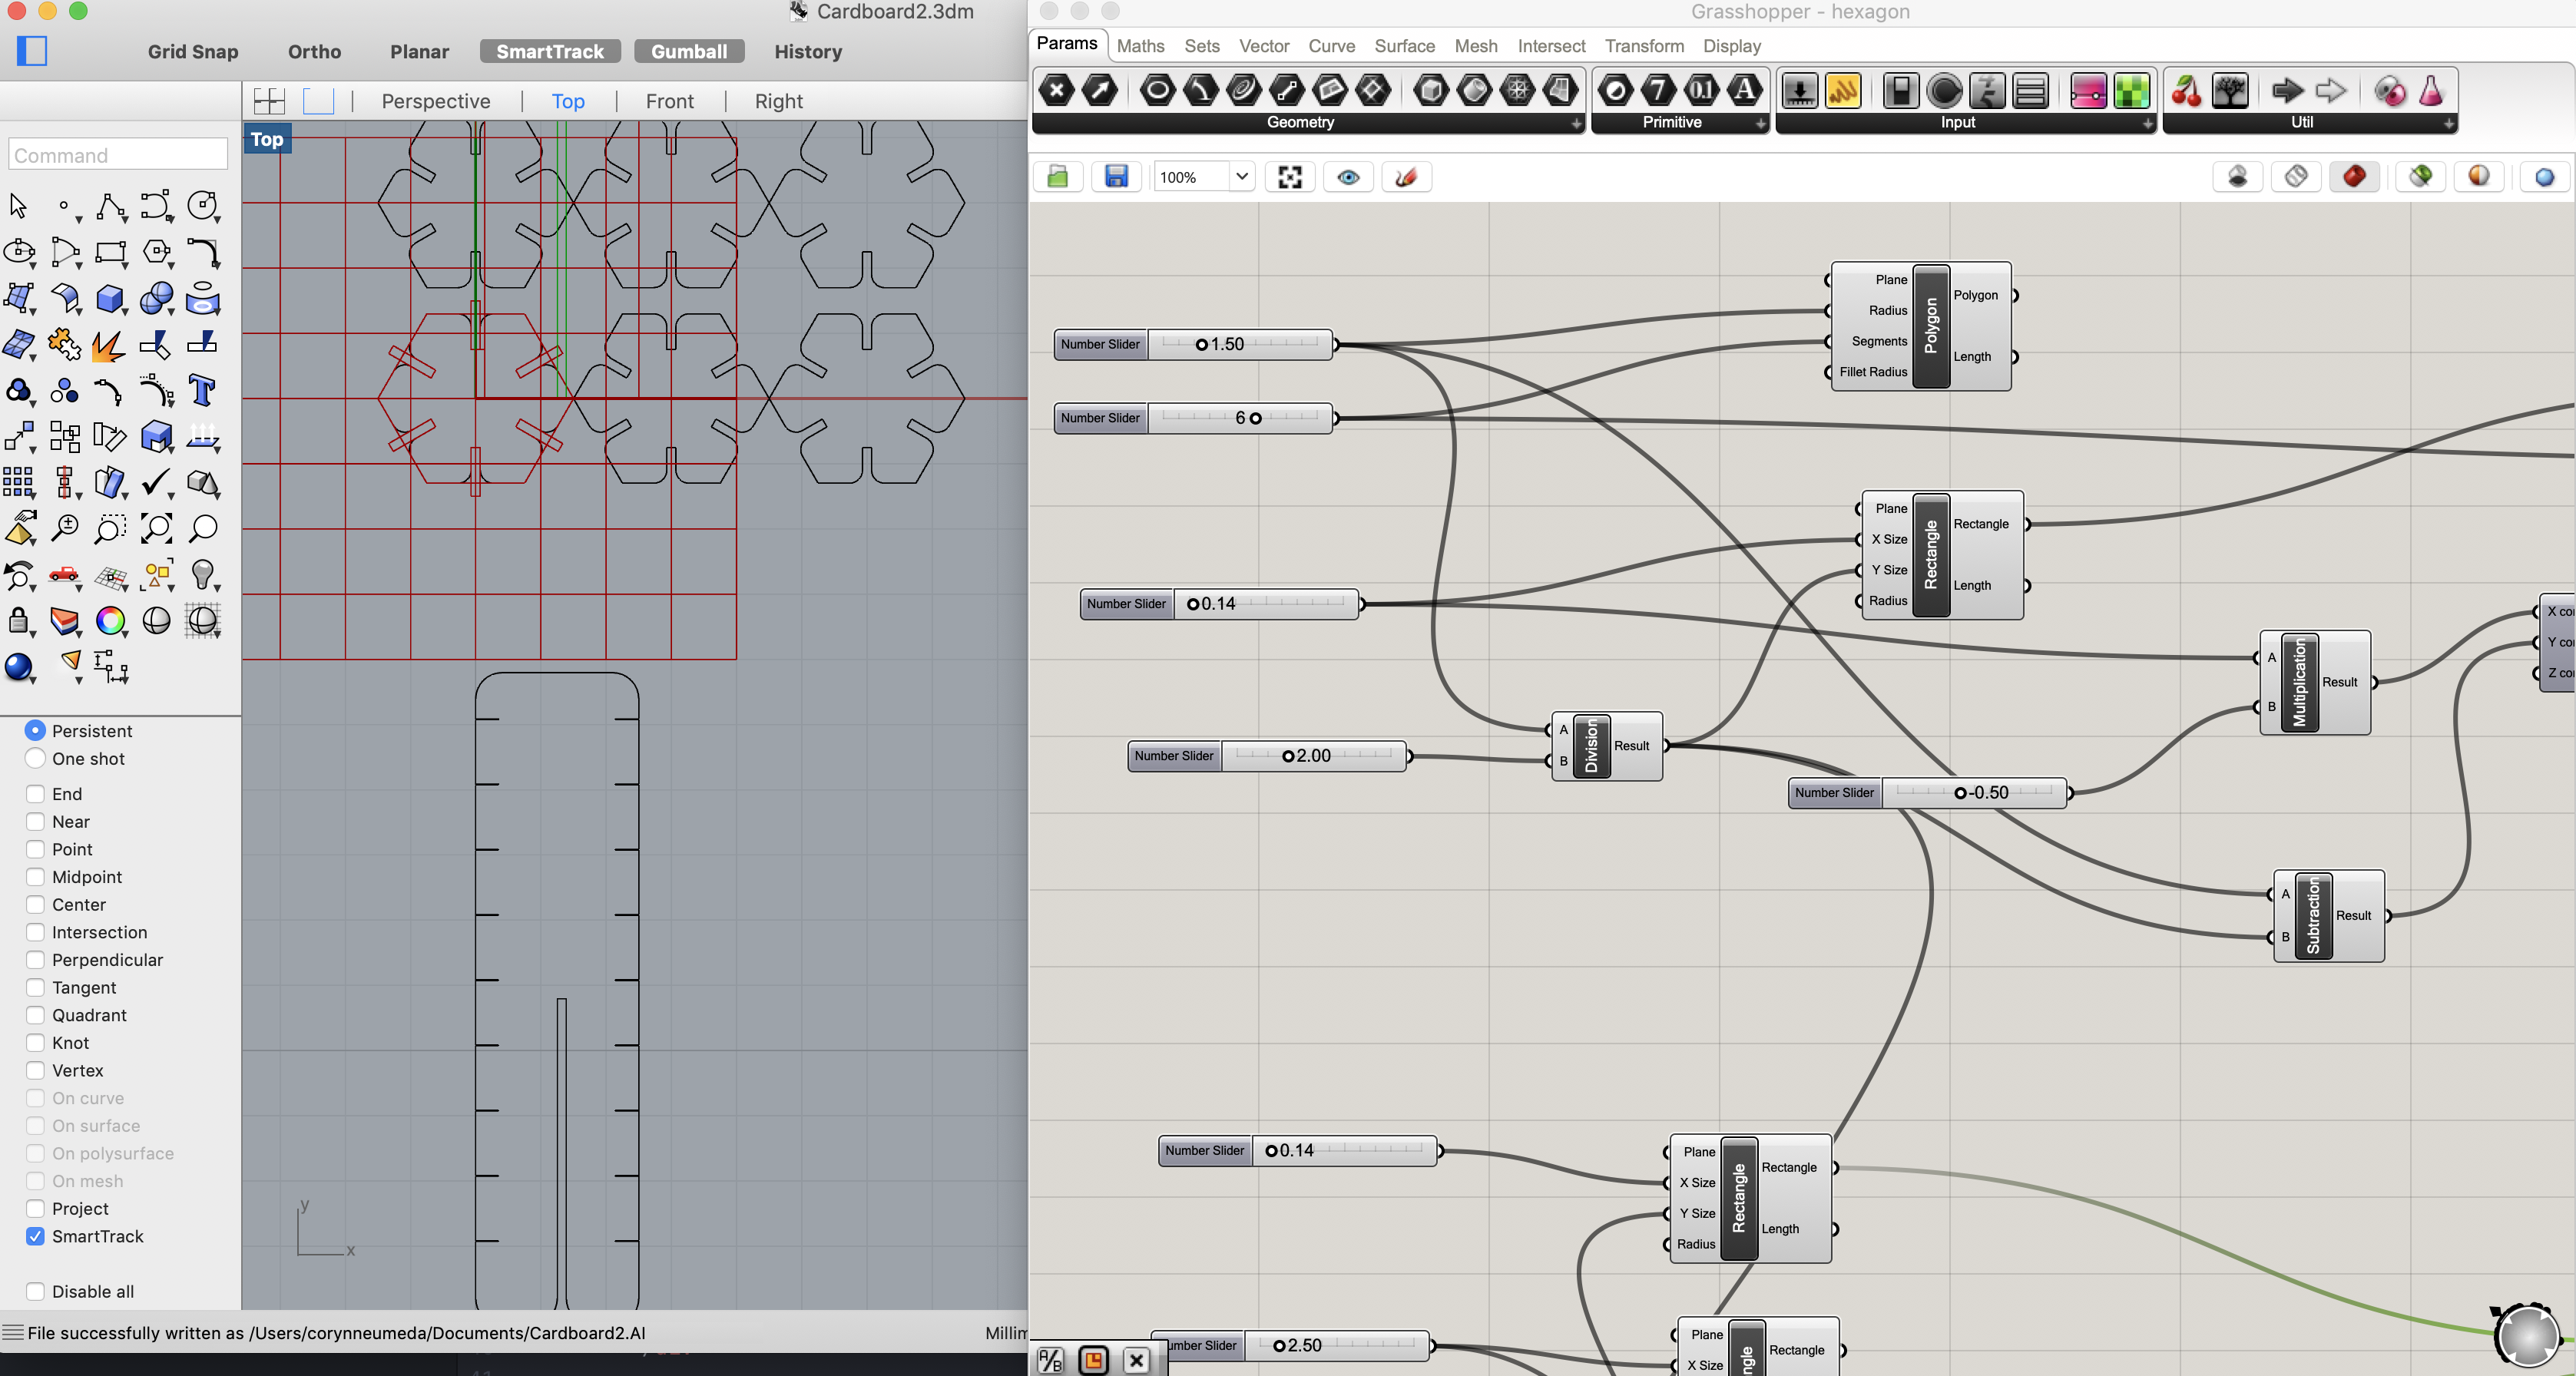 Cardboard2.3dm
Grid Snap Ortho Planar SmartTrack Gumball History
Perspective Top Front Right
Top
Command
Persistent
One shot
End
Near
Point
Midpoint
Center
Intersection
Perpendicular
Tangent
Quadrant
Knot
Vertex
On curve
On surface
On polysurface
On mesh
Project
SmartTrack
Disable all
y
x
File successfully written as /Users/corynneumeda/Documents/Cardboard2.AI
Millim
Grasshopper - hexagon
Params Maths Sets Vector Curve Surface Mesh Intersect Transform Display
Geometry Primitive Input Util
100%
Number Slider 1.50
Number Slider 6
Plane
Radius
Segments
Fillet Radius
Polygon
Polygon
Length
Number Slider 0.14
Plane
X Size
Y Size
Radius
Rectangle
Rectangle
Length
Number Slider 2.00
A
B
Division
Result
Number Slider -0.50
A
B
Multiplication
Result
X co
Y co
Z co
A
B
Subtraction
Result
Number Slider 0.14
Plane
X Size
Y Size
Radius
Rectangle
Rectangle
Length
umber Slider 2.50
Plane
X Size
ngle
Rectangle
A/B